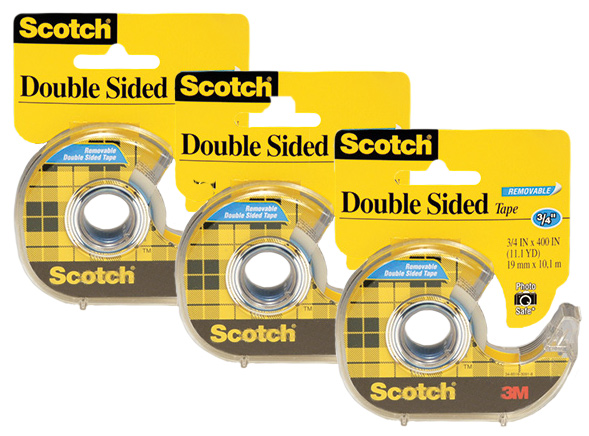 Scotch®
Double Sided
Removable
Double Sided Tape
Scotch®
™
Scotch®
Double Sided
Removable
Double Sided Tape
Scotch®
™
Scotch®
REMOVABLE
Double Sided Tape
3/4"
3/4 IN x 400 IN
(11.1 YD)
19 mm x 10,1 m
Photo
Safe*
Removable
Double Sided Tape
™
Scotch®
3M